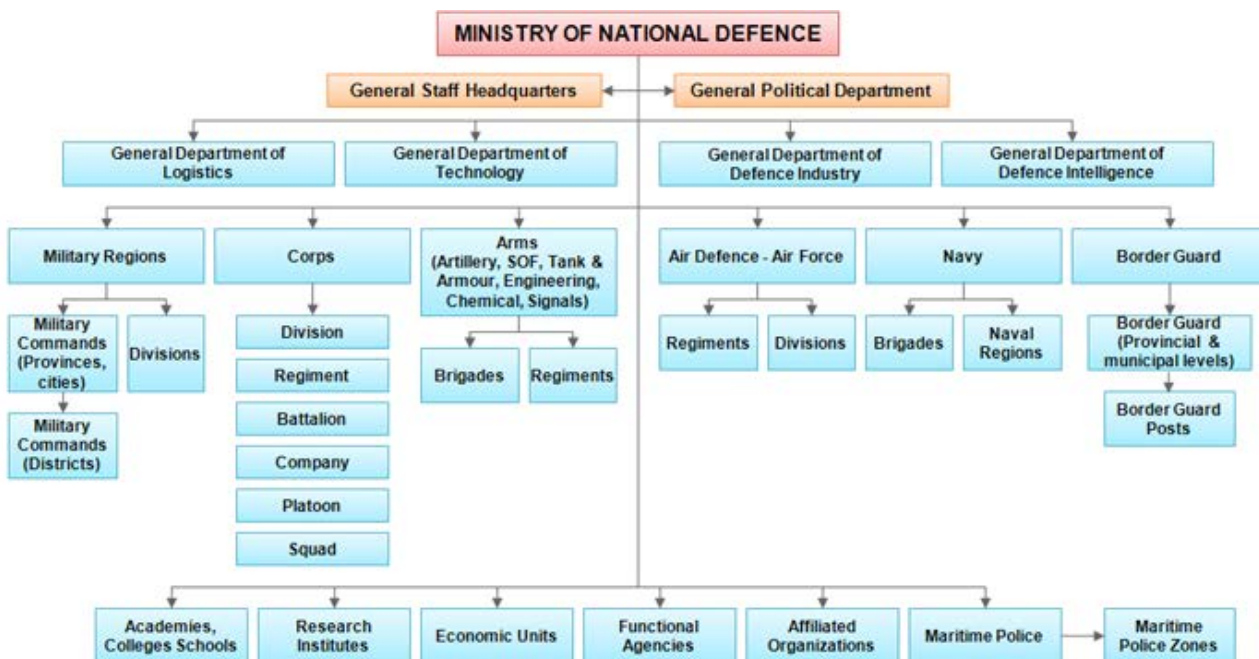 MINISTRY OF NATIONAL DEFENCE
General Staff Headquarters
General Political Department
General Department of
Logistics
General Department of
Technology
General Department of
Defence Industry
General Department of
Defence Intelligence
Military Regions
Corps
Arms
(Artillery, SOF, Tank &
Armour, Engineering,
Chemical, Signals)
Air Defence - Air Force
Navy
Border Guard
Military
Commands
(Provinces,
cities)
Divisions
Military
Commands
(Districts)
Division
Regiment
Battalion
Company
Platoon
Squad
Brigades
Regiments
Regiments
Divisions
Brigades
Naval
Regions
Border Guard
(Provincial &
municipal levels)
Border Guard
Posts
Academies,
Colleges Schools
Research
Institutes
Economic Units
Functional
Agencies
Affiliated
Organizations
Maritime Police
Maritime
Police Zones